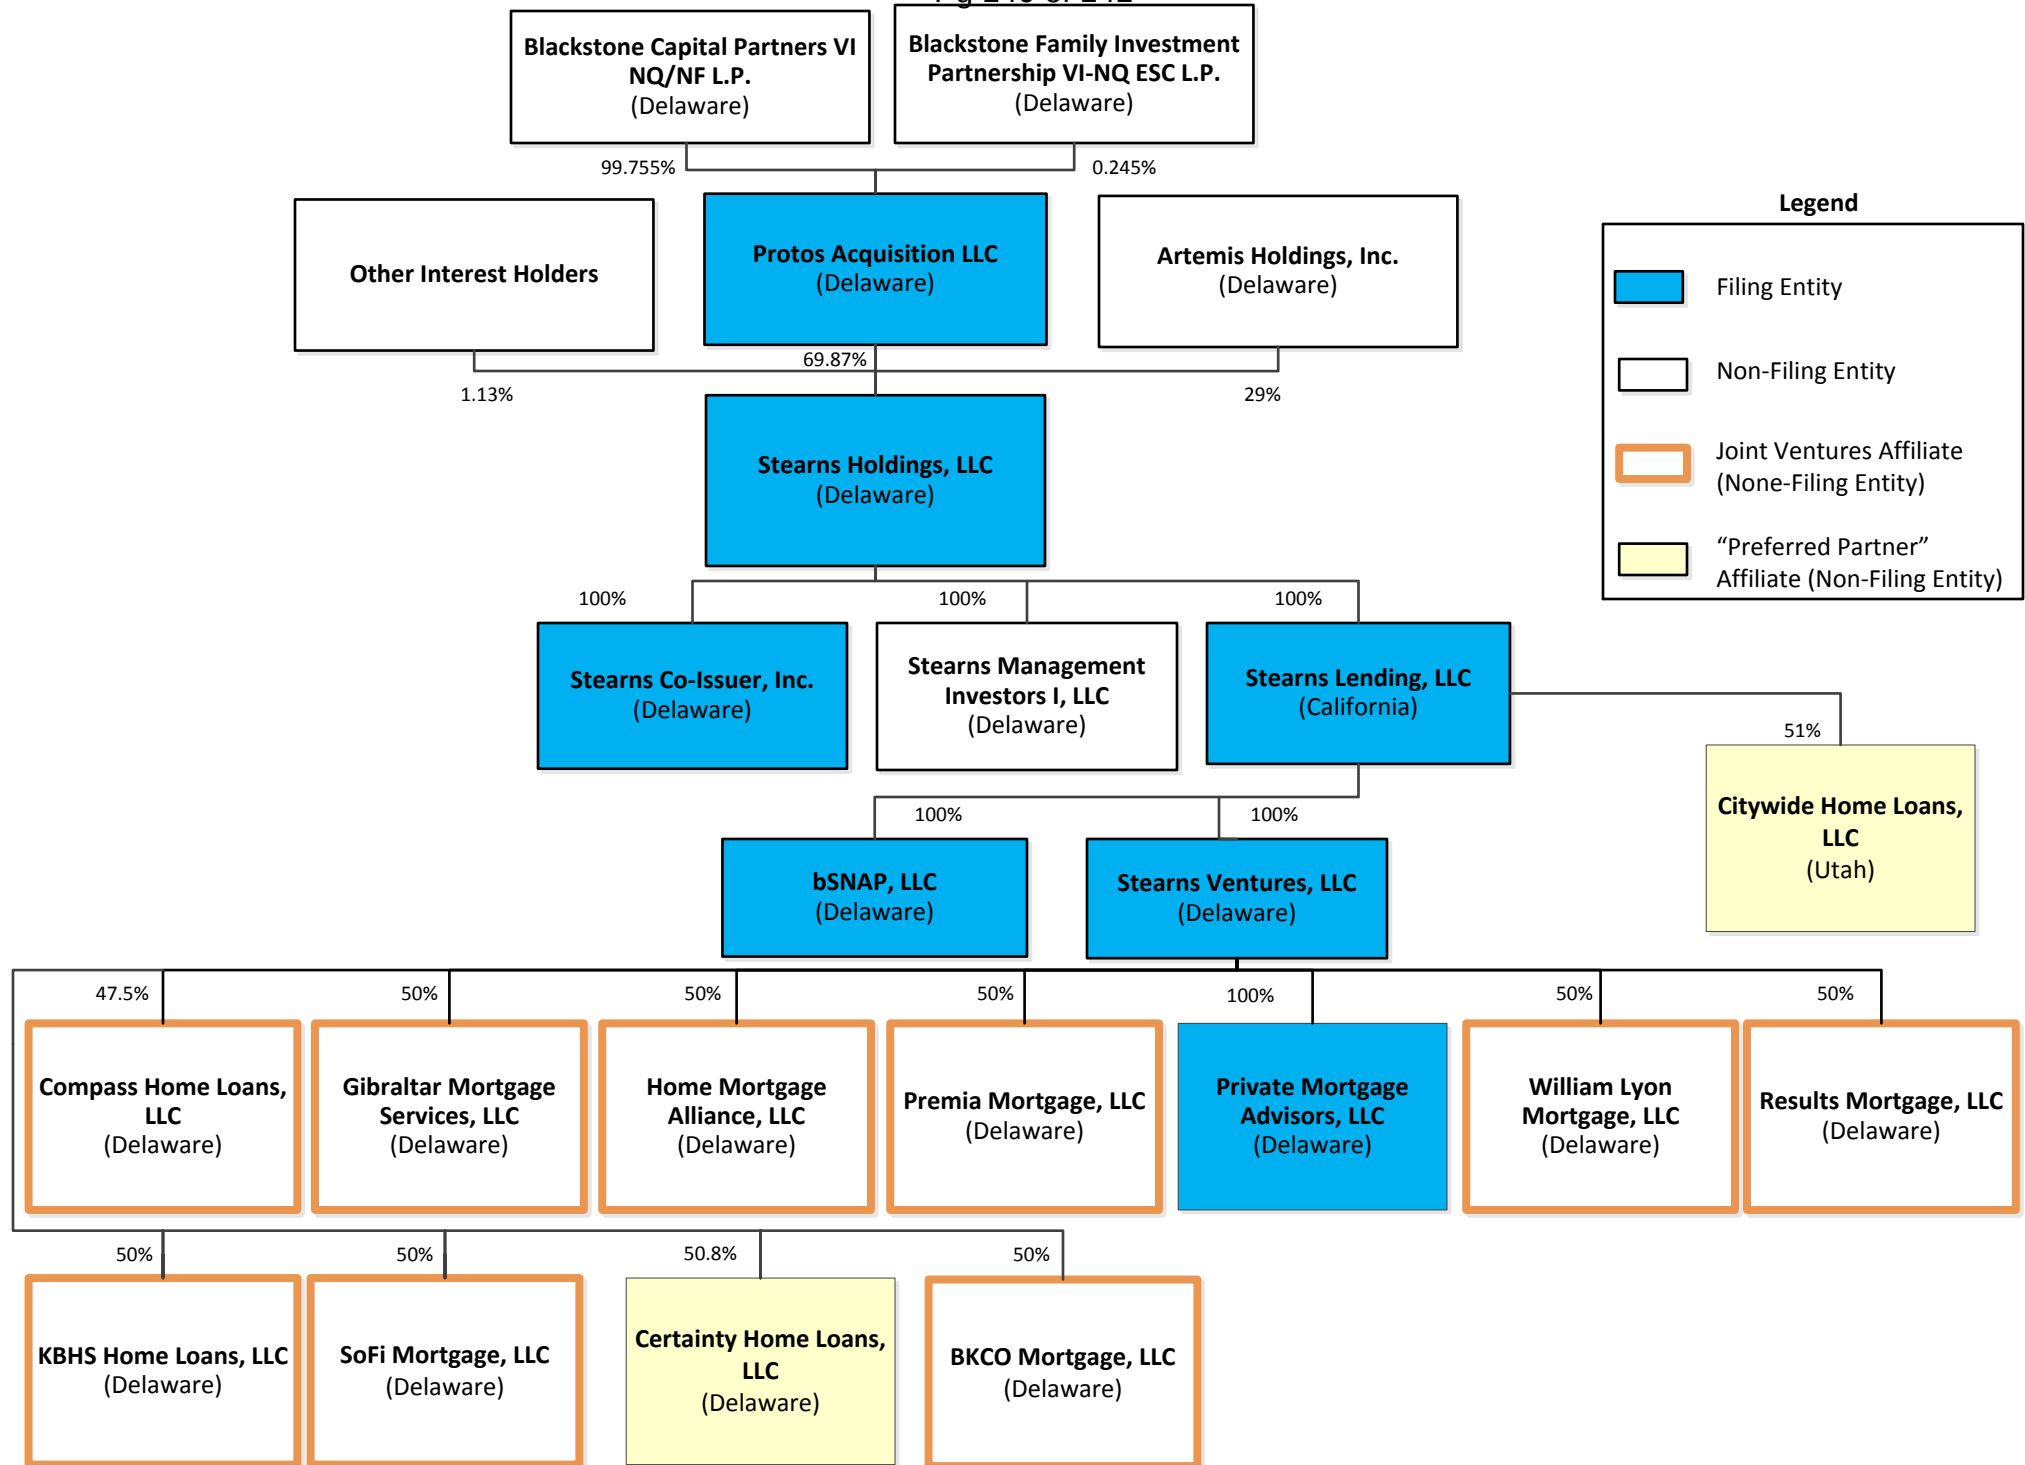 Blackstone Capital Partners VI
NQ/NF L.P.
(Delaware)
Blackstone Family Investment
Partnership VI-NQ ESC L.P.
(Delaware)
99.755%
0.245%
Other Interest Holders
Protos Acquisition LLC
(Delaware)
Artemis Holdings, Inc.
(Delaware)
Legend
Filing Entity
Non-Filing Entity
Joint Ventures Affiliate
(None-Filing Entity)
“Preferred Partner”
Affiliate (Non-Filing Entity)
69.87%
1.13%
29%
Stearns Holdings, LLC
(Delaware)
100%
100%
100%
Stearns Co-Issuer, Inc.
(Delaware)
Stearns Management
Investors I, LLC
(Delaware)
Stearns Lending, LLC
(California)
51%
Citywide Home Loans,
LLC
(Utah)
100%
100%
bSNAP, LLC
(Delaware)
Stearns Ventures, LLC
(Delaware)
47.5%
50%
50%
50%
100%
50%
50%
Compass Home Loans,
LLC
(Delaware)
Gibraltar Mortgage
Services, LLC
(Delaware)
Home Mortgage
Alliance, LLC
(Delaware)
Premia Mortgage, LLC
(Delaware)
Private Mortgage
Advisors, LLC
(Delaware)
William Lyon
Mortgage, LLC
(Delaware)
Results Mortgage, LLC
(Delaware)
50%
50%
50.8%
50%
KBHS Home Loans, LLC
(Delaware)
SoFi Mortgage, LLC
(Delaware)
Certainty Home Loans,
LLC
(Delaware)
BKCO Mortgage, LLC
(Delaware)